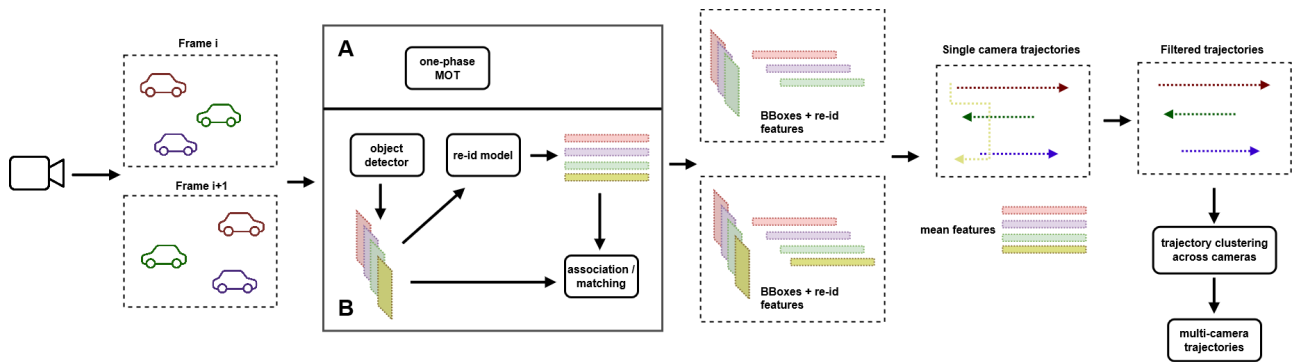 Frame i
Frame i+1
A
one-phase
MOT
B
object
detector
re-id model
association /
matching
BBoxes + re-id
features
BBoxes + re-id
features
Single camera trajectories
mean features
Filtered trajectories
trajectory clustering
across cameras
multi-camera
trajectories